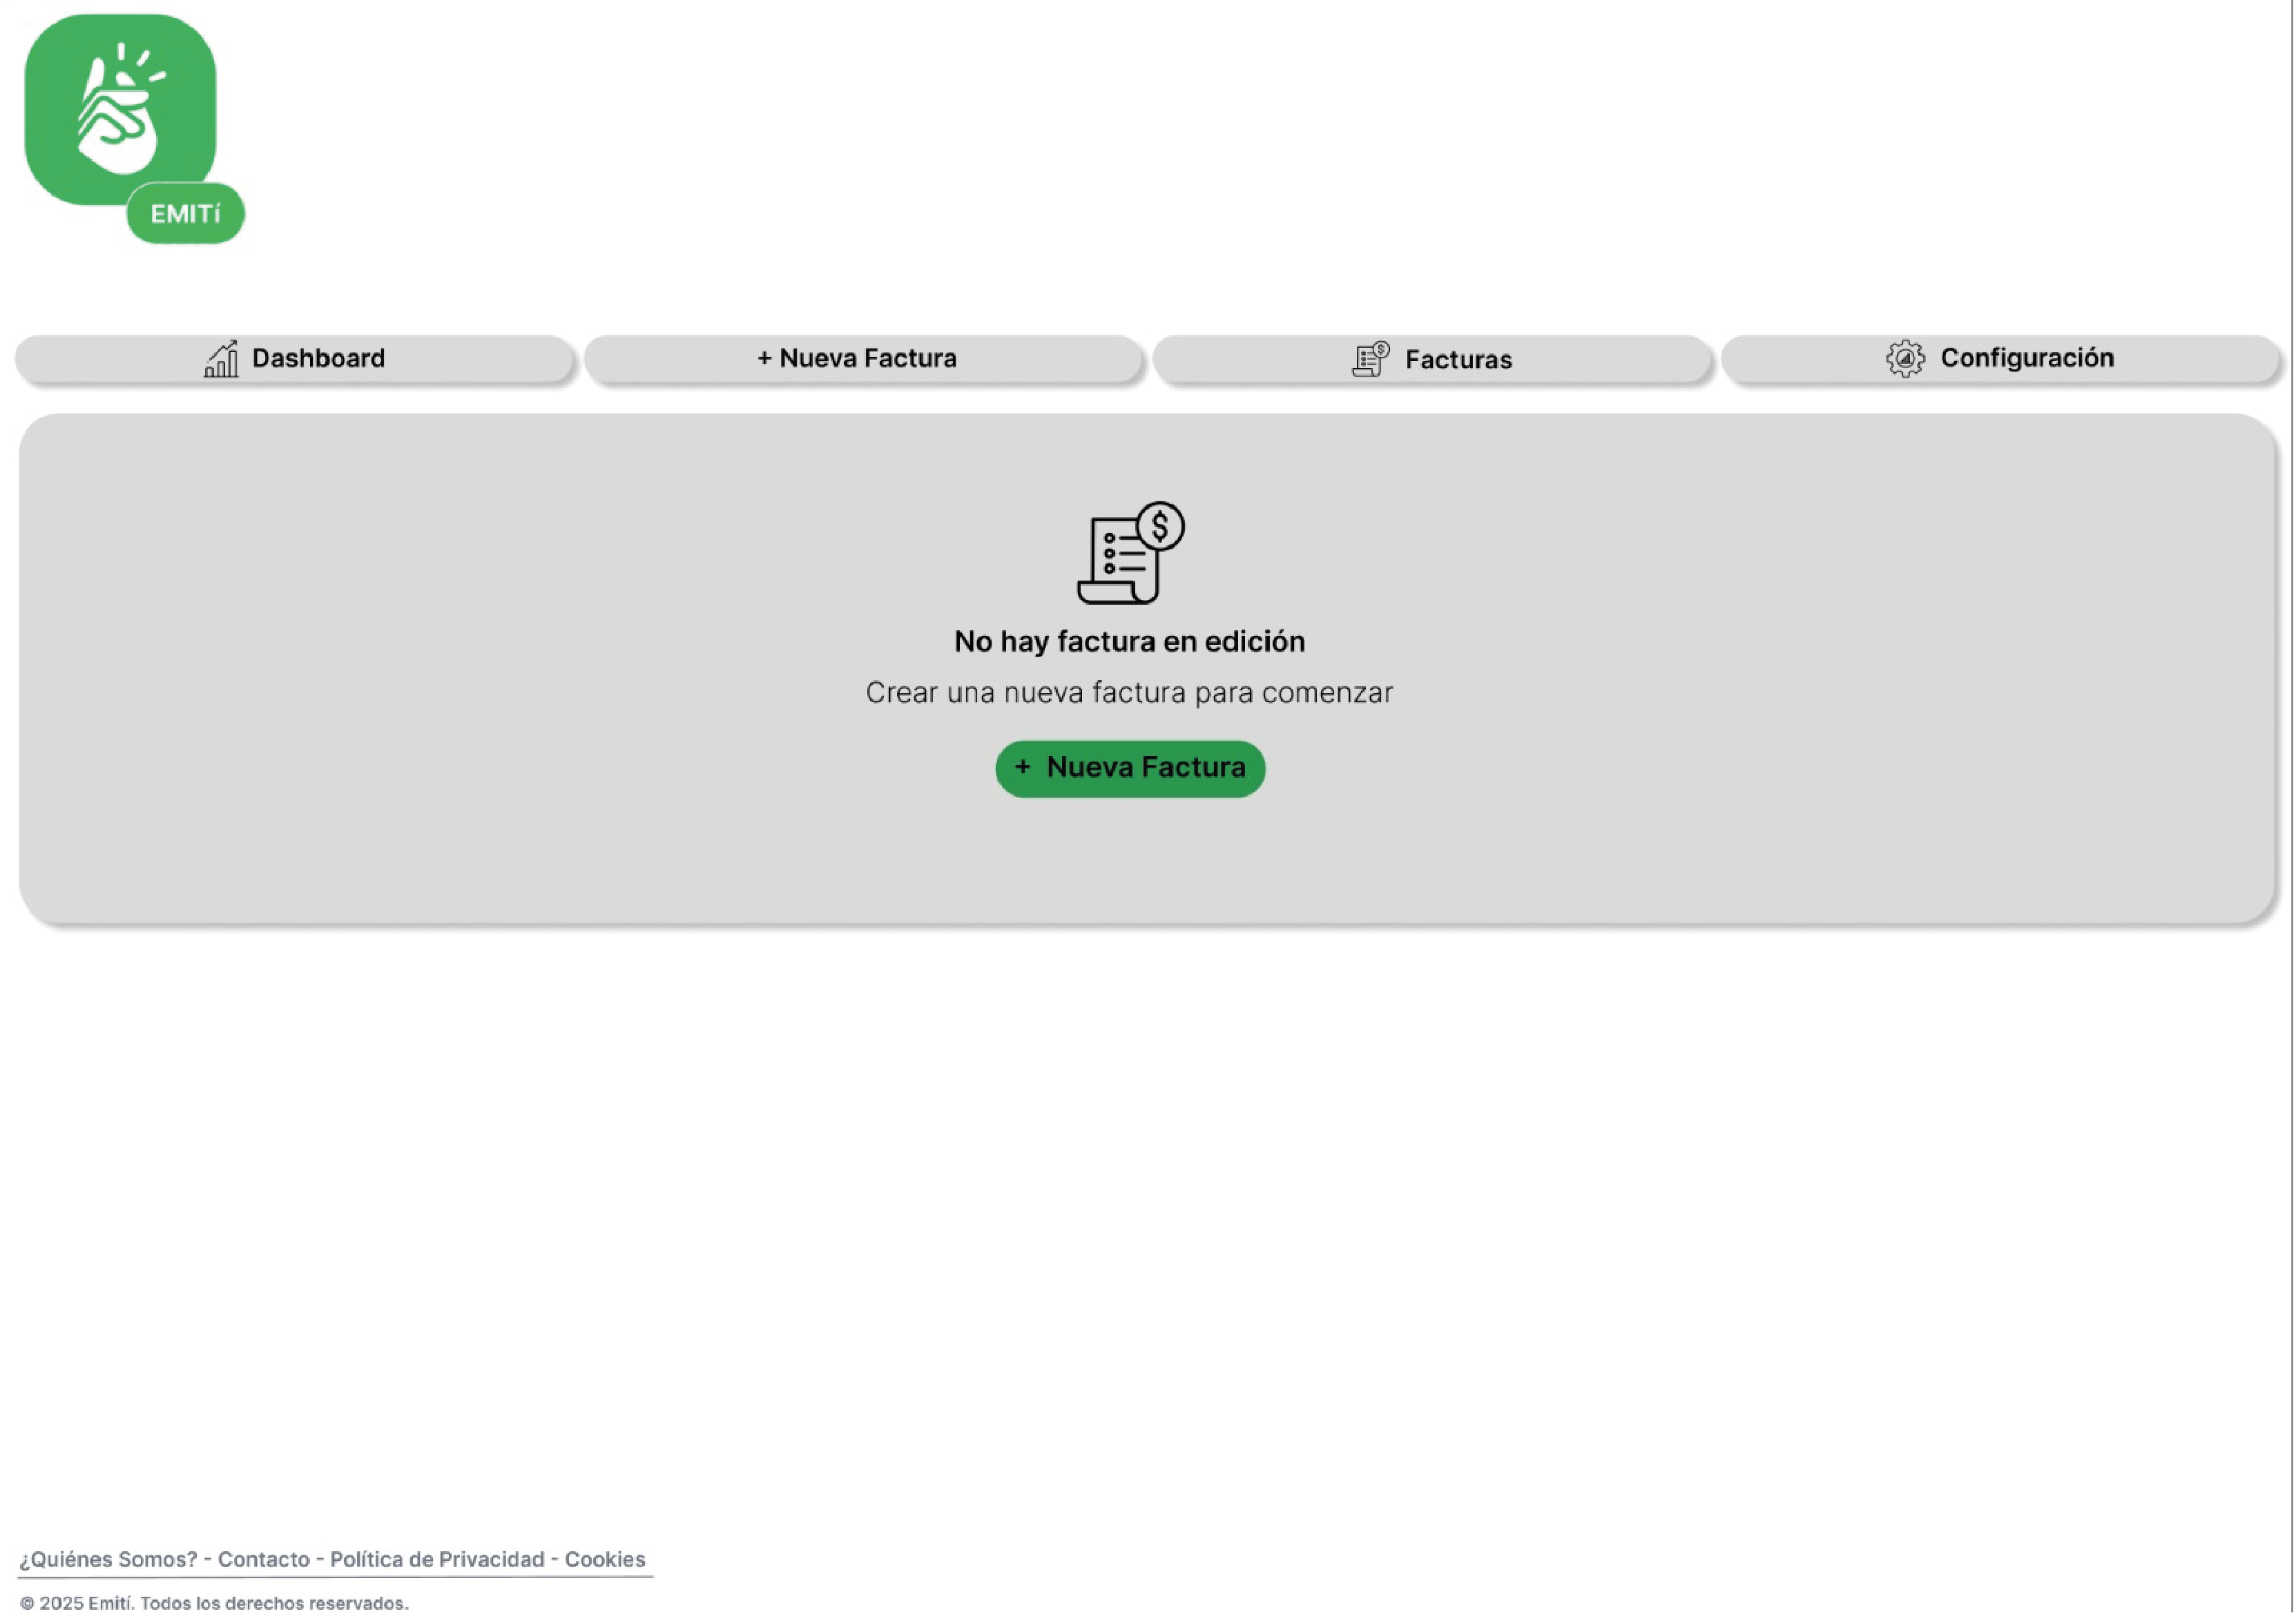 EMITí
Dashboard
+ Nueva Factura
Facturas
Configuración
$
No hay factura en edición
Crear una nueva factura para comenzar
+ Nueva Factura
¿Quiénes Somos? - Contacto - Política de Privacidad - Cookies
© 2025 Emití. Todos los derechos reservados.